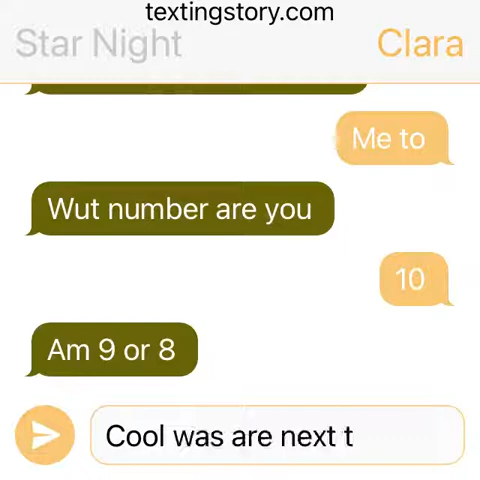 textingstory.com
Star Night Clara
Me to
Wut number are you
10
Am 9 or 8
Cool was are next t